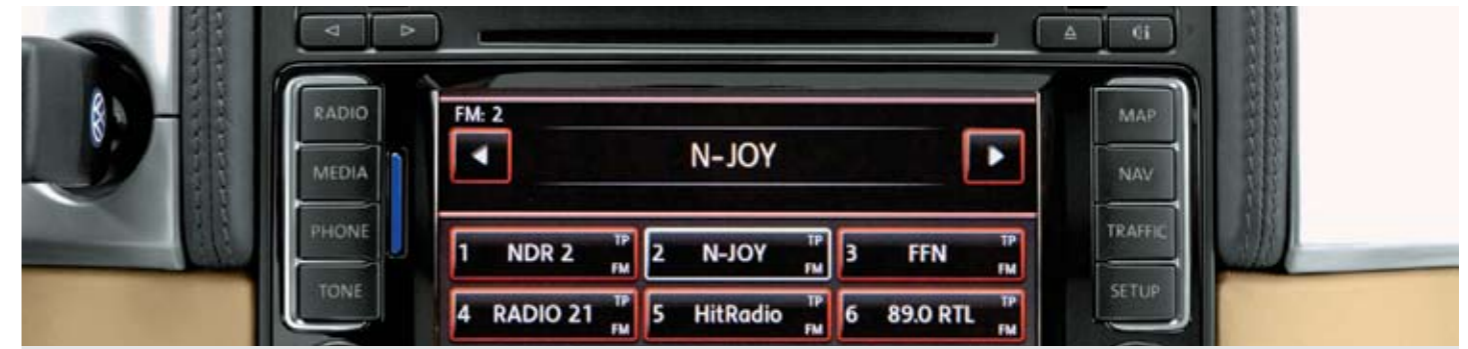 RADIO
MEDIA
PHONE
TONE
FM: 2
N-JOY
1 NDR 2 TP FM
2 N-JOY TP FM
3 FFN TP FM
4 RADIO 21 TP FM
5 HitRadio TP FM
6 89.0 RTL TP FM
MAP
NAV
TRAFFIC
SETUP